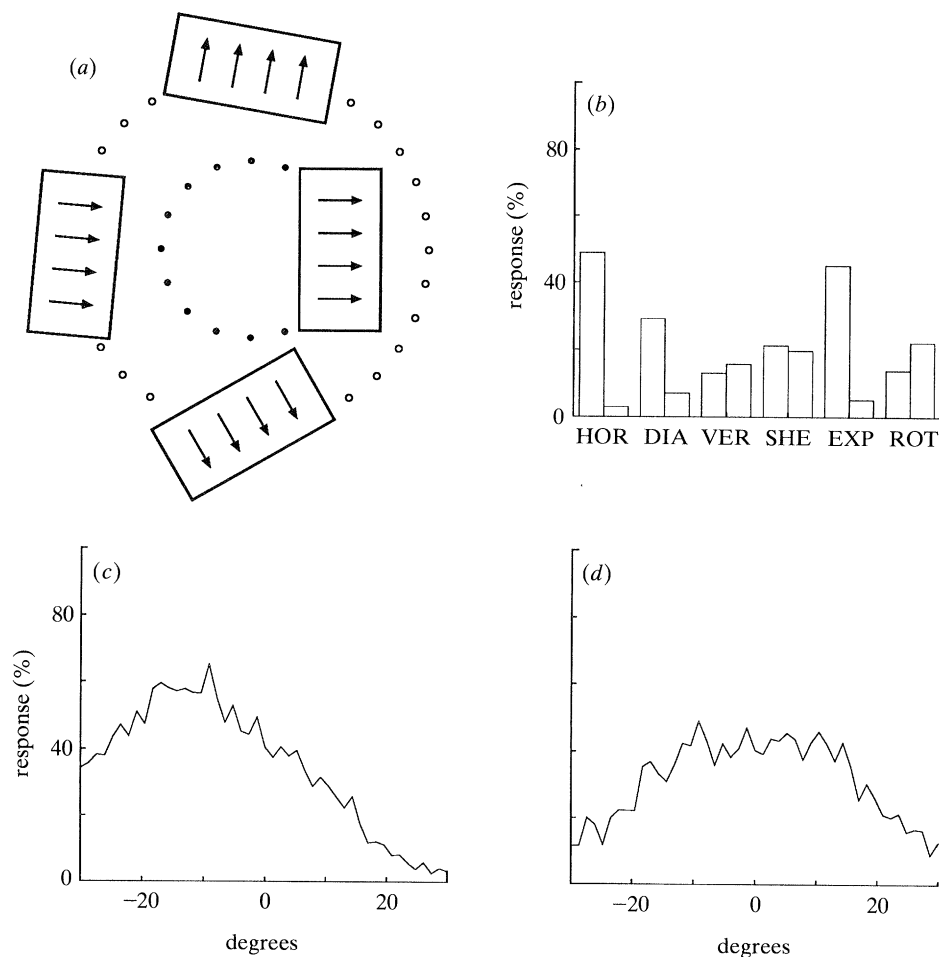 (a)
(b)
80
40
0
response (%)
HOR DIA VER SHE EXP ROT
(c)
80
40
0
response (%)
−20 0 20
degrees
(d)
−20 0 20
degrees